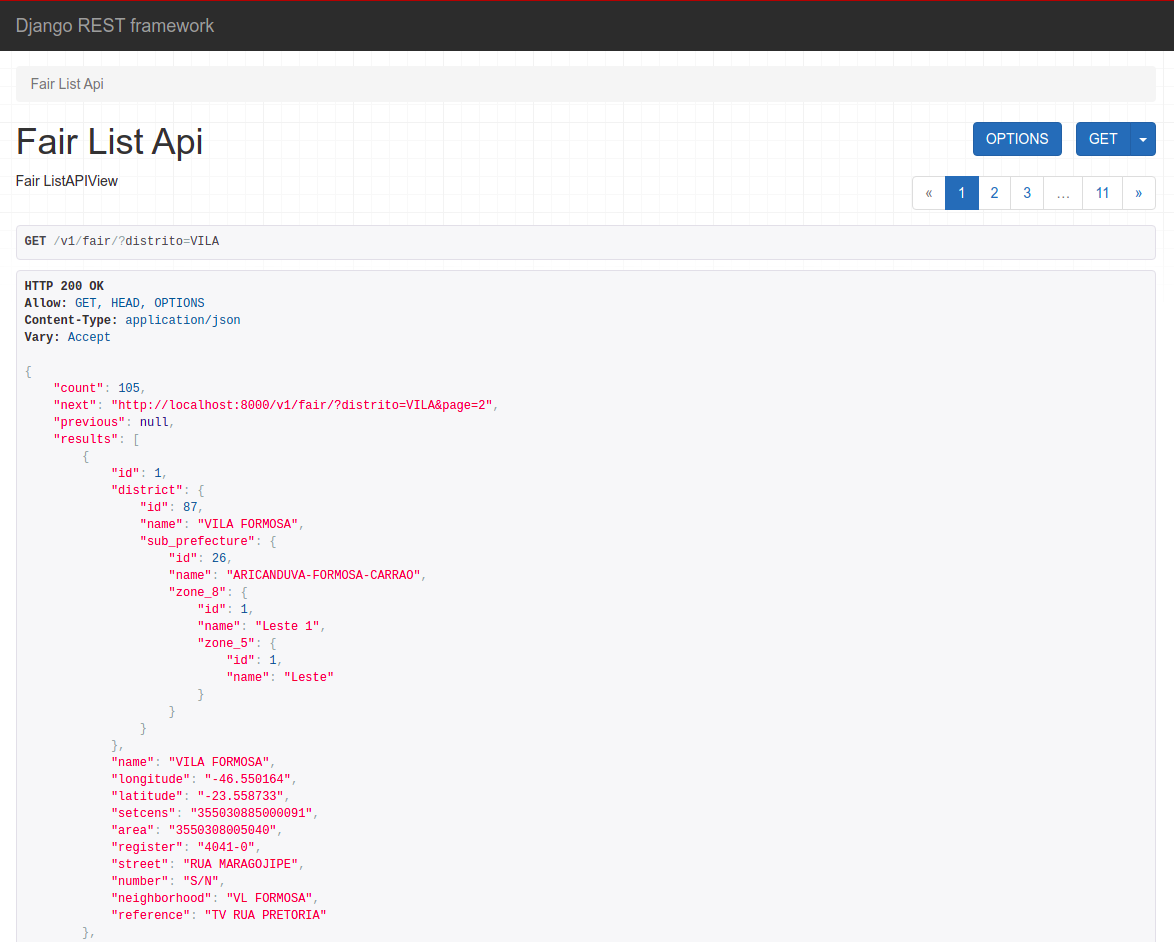 Django REST framework
Fair List Api
Fair List Api
OPTIONS GET
Fair ListAPIView
« 1 2 3 … 11 »
GET /v1/fair/?distrito=VILA
HTTP 200 OK
Allow: GET, HEAD, OPTIONS
Content-Type: application/json
Vary: Accept
{
    "count": 105,
    "next": "http://localhost:8000/v1/fair/?distrito=VILA&page=2",
    "previous": null,
    "results": [
        {
            "id": 1,
            "district": {
                "id": 87,
                "name": "VILA FORMOSA",
                "sub_prefecture": {
                    "id": 26,
                    "name": "ARICANDUVA-FORMOSA-CARRAO",
                    "zone_8": {
                        "id": 1,
                        "name": "Leste 1",
                        "zone_5": {
                            "id": 1,
                            "name": "Leste"
                        }
                    }
                }
            },
            "name": "VILA FORMOSA",
            "longitude": "-46.550164",
            "latitude": "-23.558733",
            "setcens": "355030885000091",
            "area": "3550308005040",
            "register": "4041-0",
            "street": "RUA MARAGOJIPE",
            "number": "S/N",
            "neighborhood": "VL FORMOSA",
            "reference": "TV RUA PRETORIA"
        },